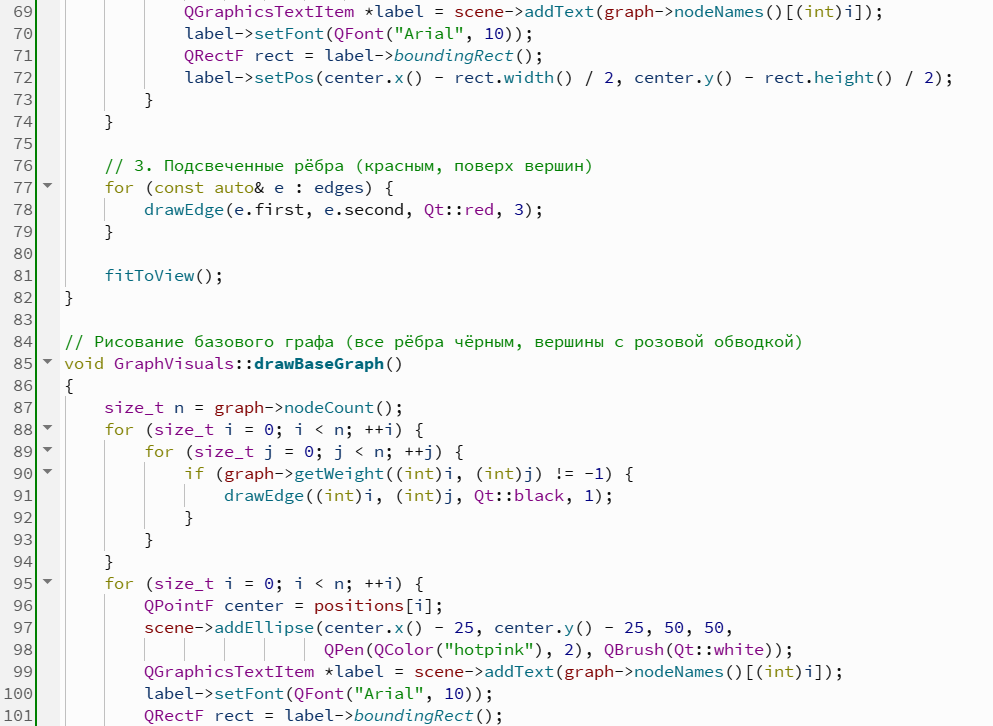 69 QGraphicsTextItem *label = scene->addText(graph->nodeNames()[(int)i]);
70 label->setFont(QFont("Arial", 10));
71 QRectF rect = label->boundingRect();
72 label->setPos(center.x() - rect.width() / 2, center.y() - rect.height() / 2);
73 }
74 }
75
76 // 3. Подсвеченные рёбра (красным, поверх вершин)
77 for (const auto& e : edges) {
78 drawEdge(e.first, e.second, Qt::red, 3);
79 }
80
81 fitToView();
82 }
83
84 // Рисование базового графа (все рёбра чёрным, вершины с розовой обводкой)
85 void GraphVisuals::drawBaseGraph()
86 {
87 size_t n = graph->nodeCount();
88 for (size_t i = 0; i < n; ++i) {
89 for (size_t j = 0; j < n; ++j) {
90 if (graph->getWeight((int)i, (int)j) != -1) {
91 drawEdge((int)i, (int)j, Qt::black, 1);
92 }
93 }
94 }
95 for (size_t i = 0; i < n; ++i) {
96 QPointF center = positions[i];
97 scene->addEllipse(center.x() - 25, center.y() - 25, 50, 50,
98 QPen(QColor("hotpink"), 2), QBrush(Qt::white));
99 QGraphicsTextItem *label = scene->addText(graph->nodeNames()[(int)i]);
100 label->setFont(QFont("Arial", 10));
101 QRectF rect = label->boundingRect();